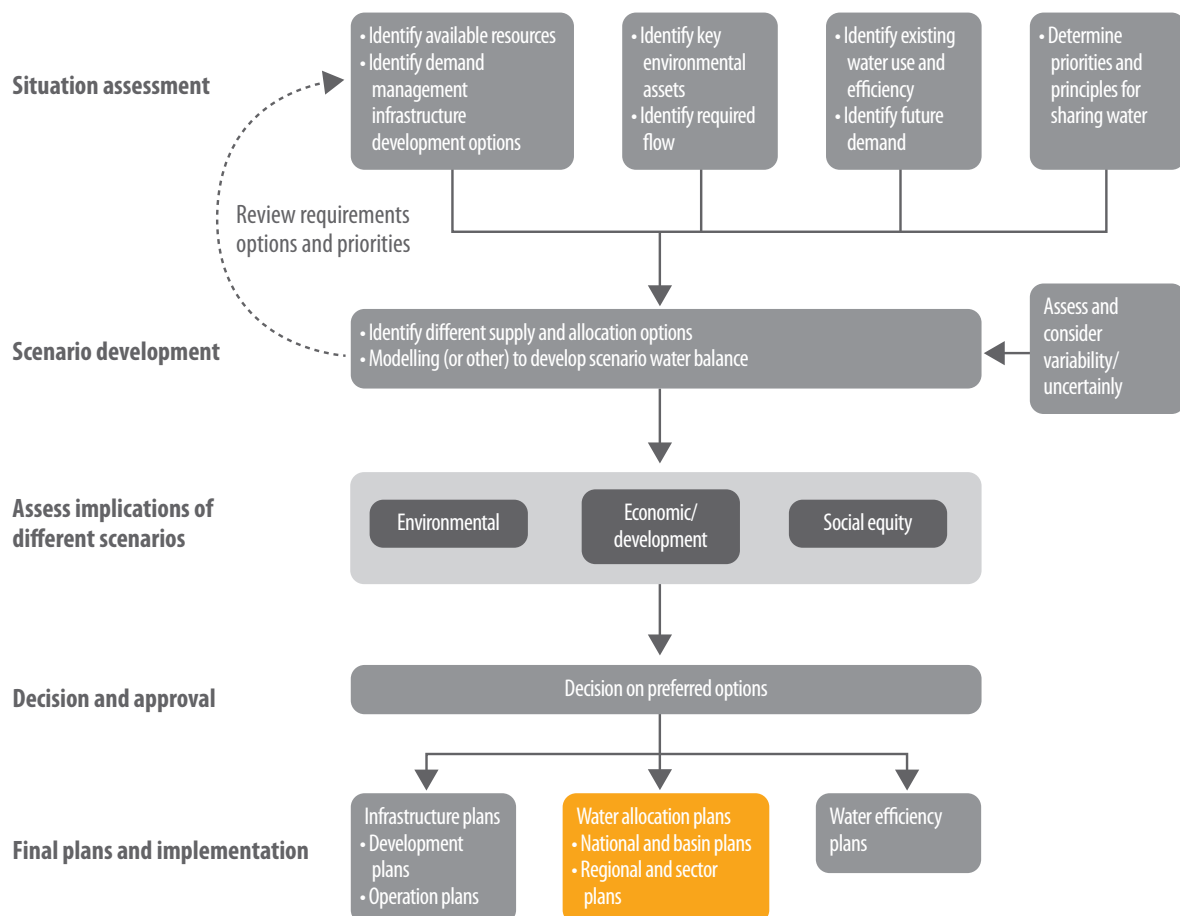 Situation assessment
• Identify available resources
• Identify demand
management
infrastructure
development options
• Identify key
environmental
assets
• Identify required
flow
• Identify existing
water use and
efficiency
• Identify future
demand
• Determine
priorities and
principles for
sharing water
Review requirements
options and priorities
Scenario development
• Identify different supply and allocation options
• Modelling (or other) to develop scenario water balance
Assess and
consider
variability/
uncertainly
Assess implications of
different scenarios
Environmental
Economic/
development
Social equity
Decision and approval
Decision on preferred options
Final plans and implementation
Infrastructure plans
• Development
plans
• Operation plans
Water allocation plans
• National and basin plans
• Regional and sector
plans
Water efficiency
plans